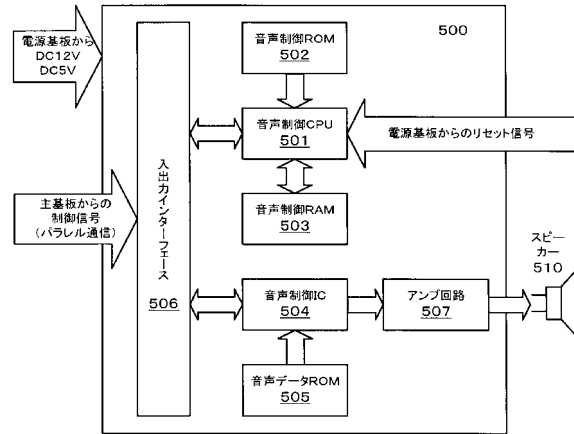 電源基板から
DC12V
DC5V
音声制御ROM
502
500
音声制御CPU
501
電源基板からのリセット信号
主基板からの
制御信号
(パラレル通信)
入出力インターフェース
506
音声制御RAM
503
スピー
カー
510
音声制御IC
504
アンプ回路
507
音声データROM
505